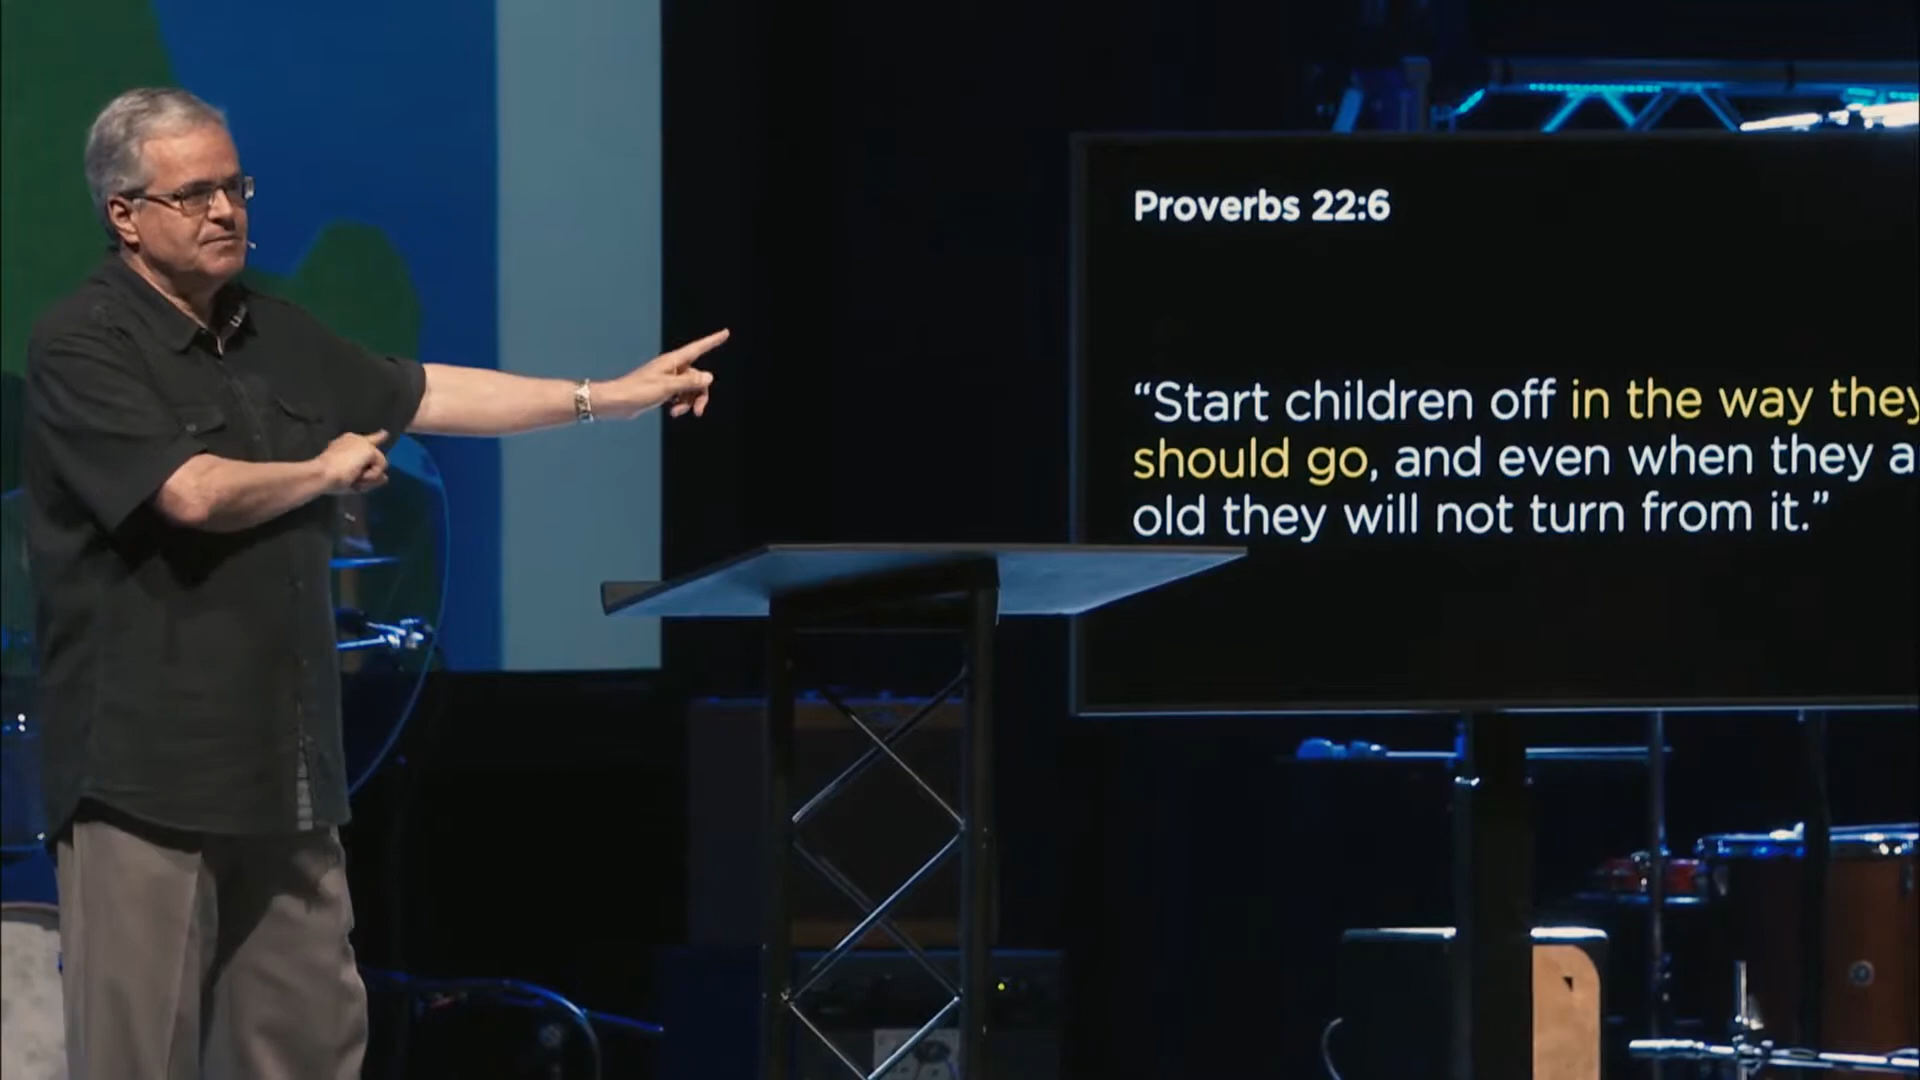 Proverbs 22:6
“Start children off in the way they
should go, and even when they a
old they will not turn from it.”